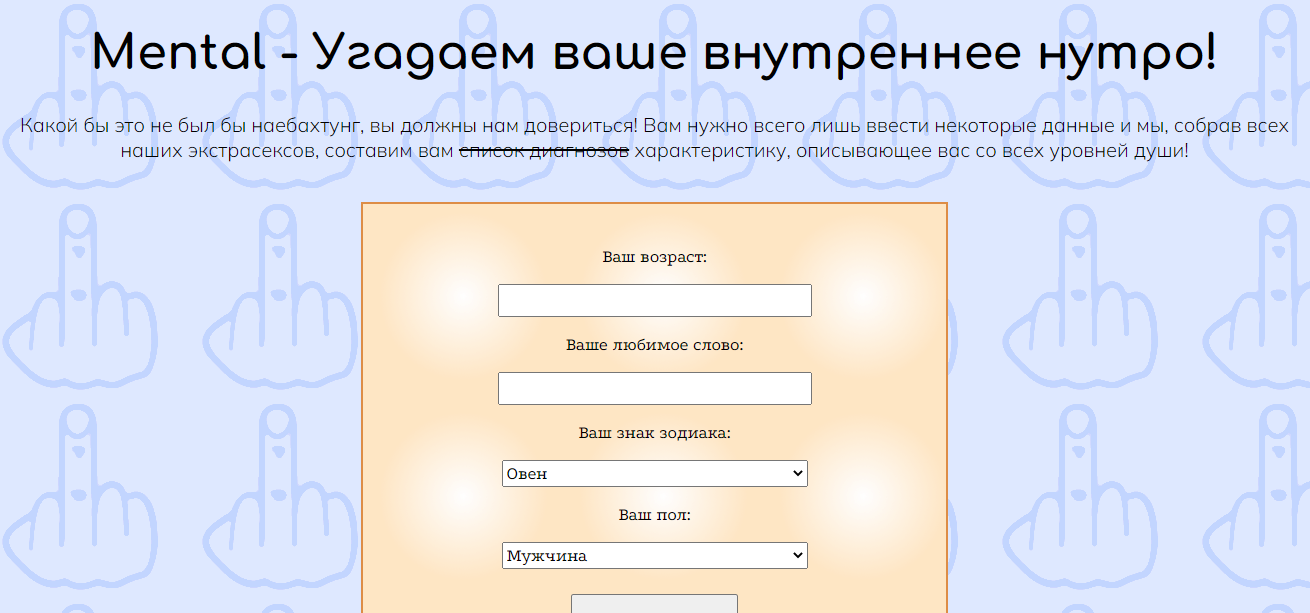 Mental - Угадаем ваше внутреннее нутро!
Какой бы это не был бы наебахтунг, вы должны нам довериться! Вам нужно всего лишь ввести некоторые данные и мы, собрав всех
наших экстрасексов, составим вам список диагнозов характеристику, описывающее вас со всех уровней души!
Ваш возраст:
Ваше любимое слово:
Ваш знак зодиака:
Овен
Ваш пол:
Мужчина